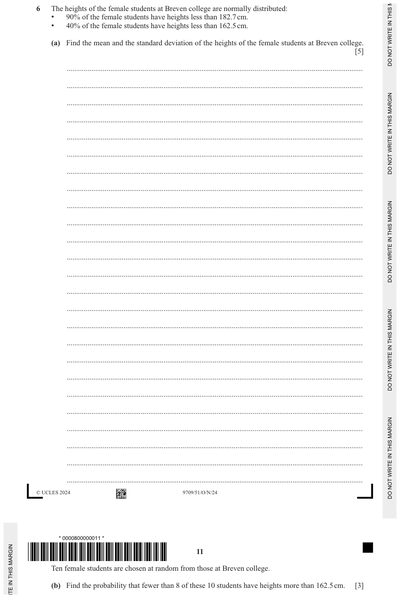 6 The heights of the female students at Breven college are normally distributed:
• 90% of the female students have heights less than 182.7 cm.
• 40% of the female students have heights less than 162.5 cm.
(a) Find the mean and the standard deviation of the heights of the female students at Breven college.
[5]
DO NOT WRITE IN THIS MARGIN
DO NOT WRITE IN THIS MARGIN
DO NOT WRITE IN THIS MARGIN
DO NOT WRITE IN THIS MARGIN
DO NOT WRITE IN THIS MARGIN
© UCLES 2024
9709/51/O/N/24
* 0000800000011 *
11
TE IN THIS MARGIN
Ten female students are chosen at random from those at Breven college.
(b) Find the probability that fewer than 8 of these 10 students have heights more than 162.5 cm. [3]